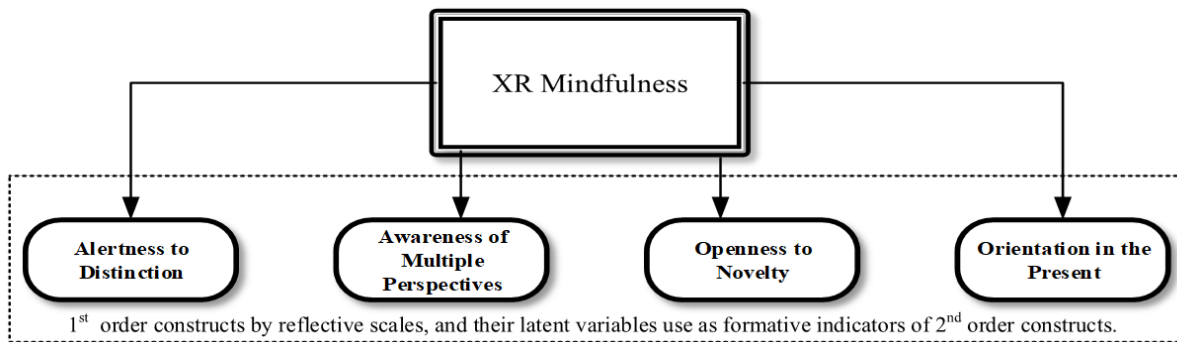 XR Mindfulness
Alertness to
Distinction
Awareness of
Multiple
Perspectives
Openness to
Novelty
Orientation in the
Present
1st order constructs by reflective scales, and their latent variables use as formative indicators of 2nd order constructs.